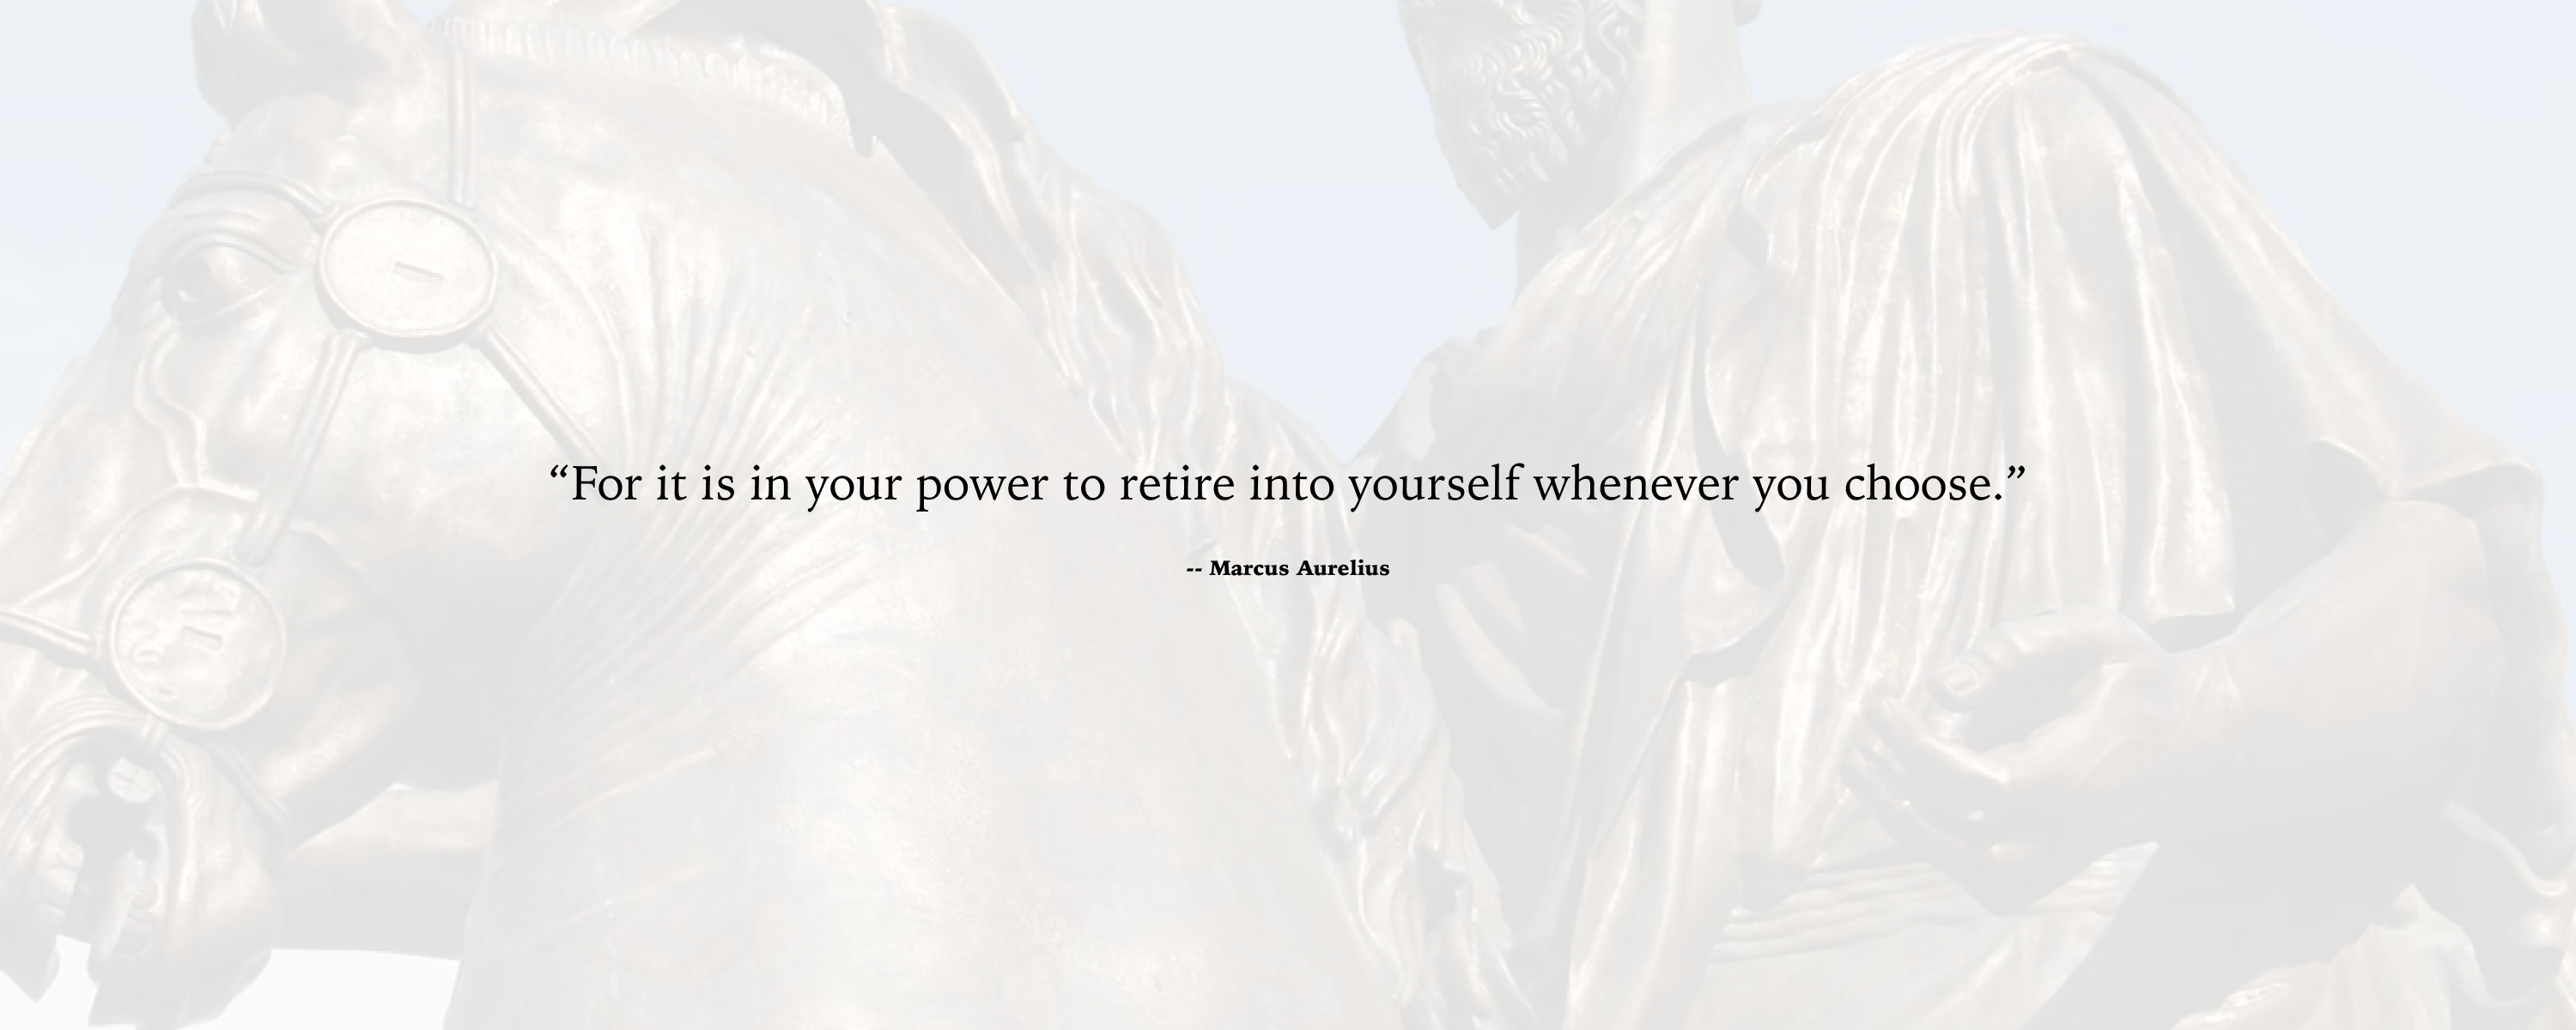 “For it is in your power to retire into yourself whenever you choose.”
-- Marcus Aurelius